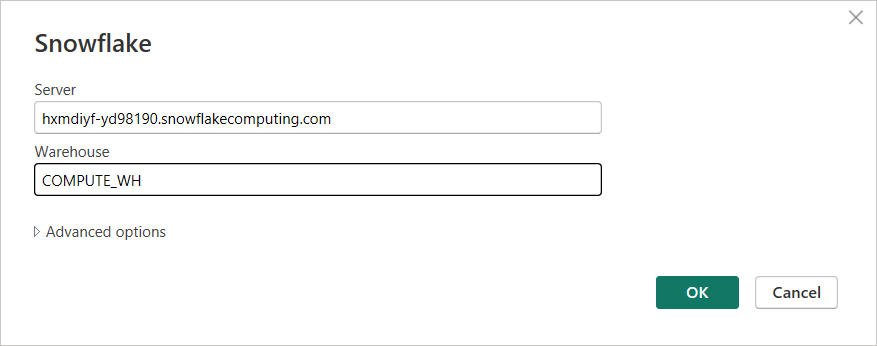 Snowflake
Server
hxmdiyf-yd98190.snowflakecomputing.com
Warehouse
COMPUTE_WH
Advanced options
OK Cancel